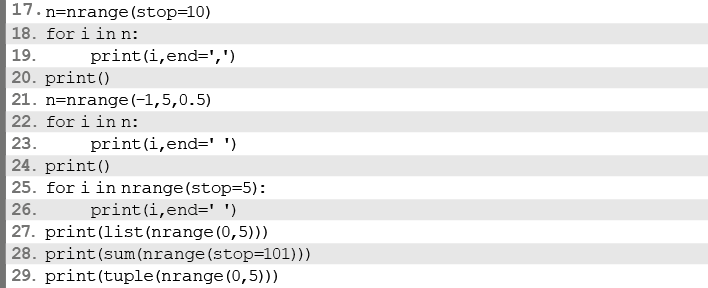 17. n=nrange(stop=10)
18. for i in n:
19.     print(i,end=',')
20. print()
21. n=nrange(-1,5,0.5)
22. for i in n:
23.     print(i,end=' ')
24. print()
25. for i in nrange(stop=5):
26.     print(i,end=' ')
27. print(list(nrange(0,5)))
28. print(sum(nrange(stop=101)))
29. print(tuple(nrange(0,5)))